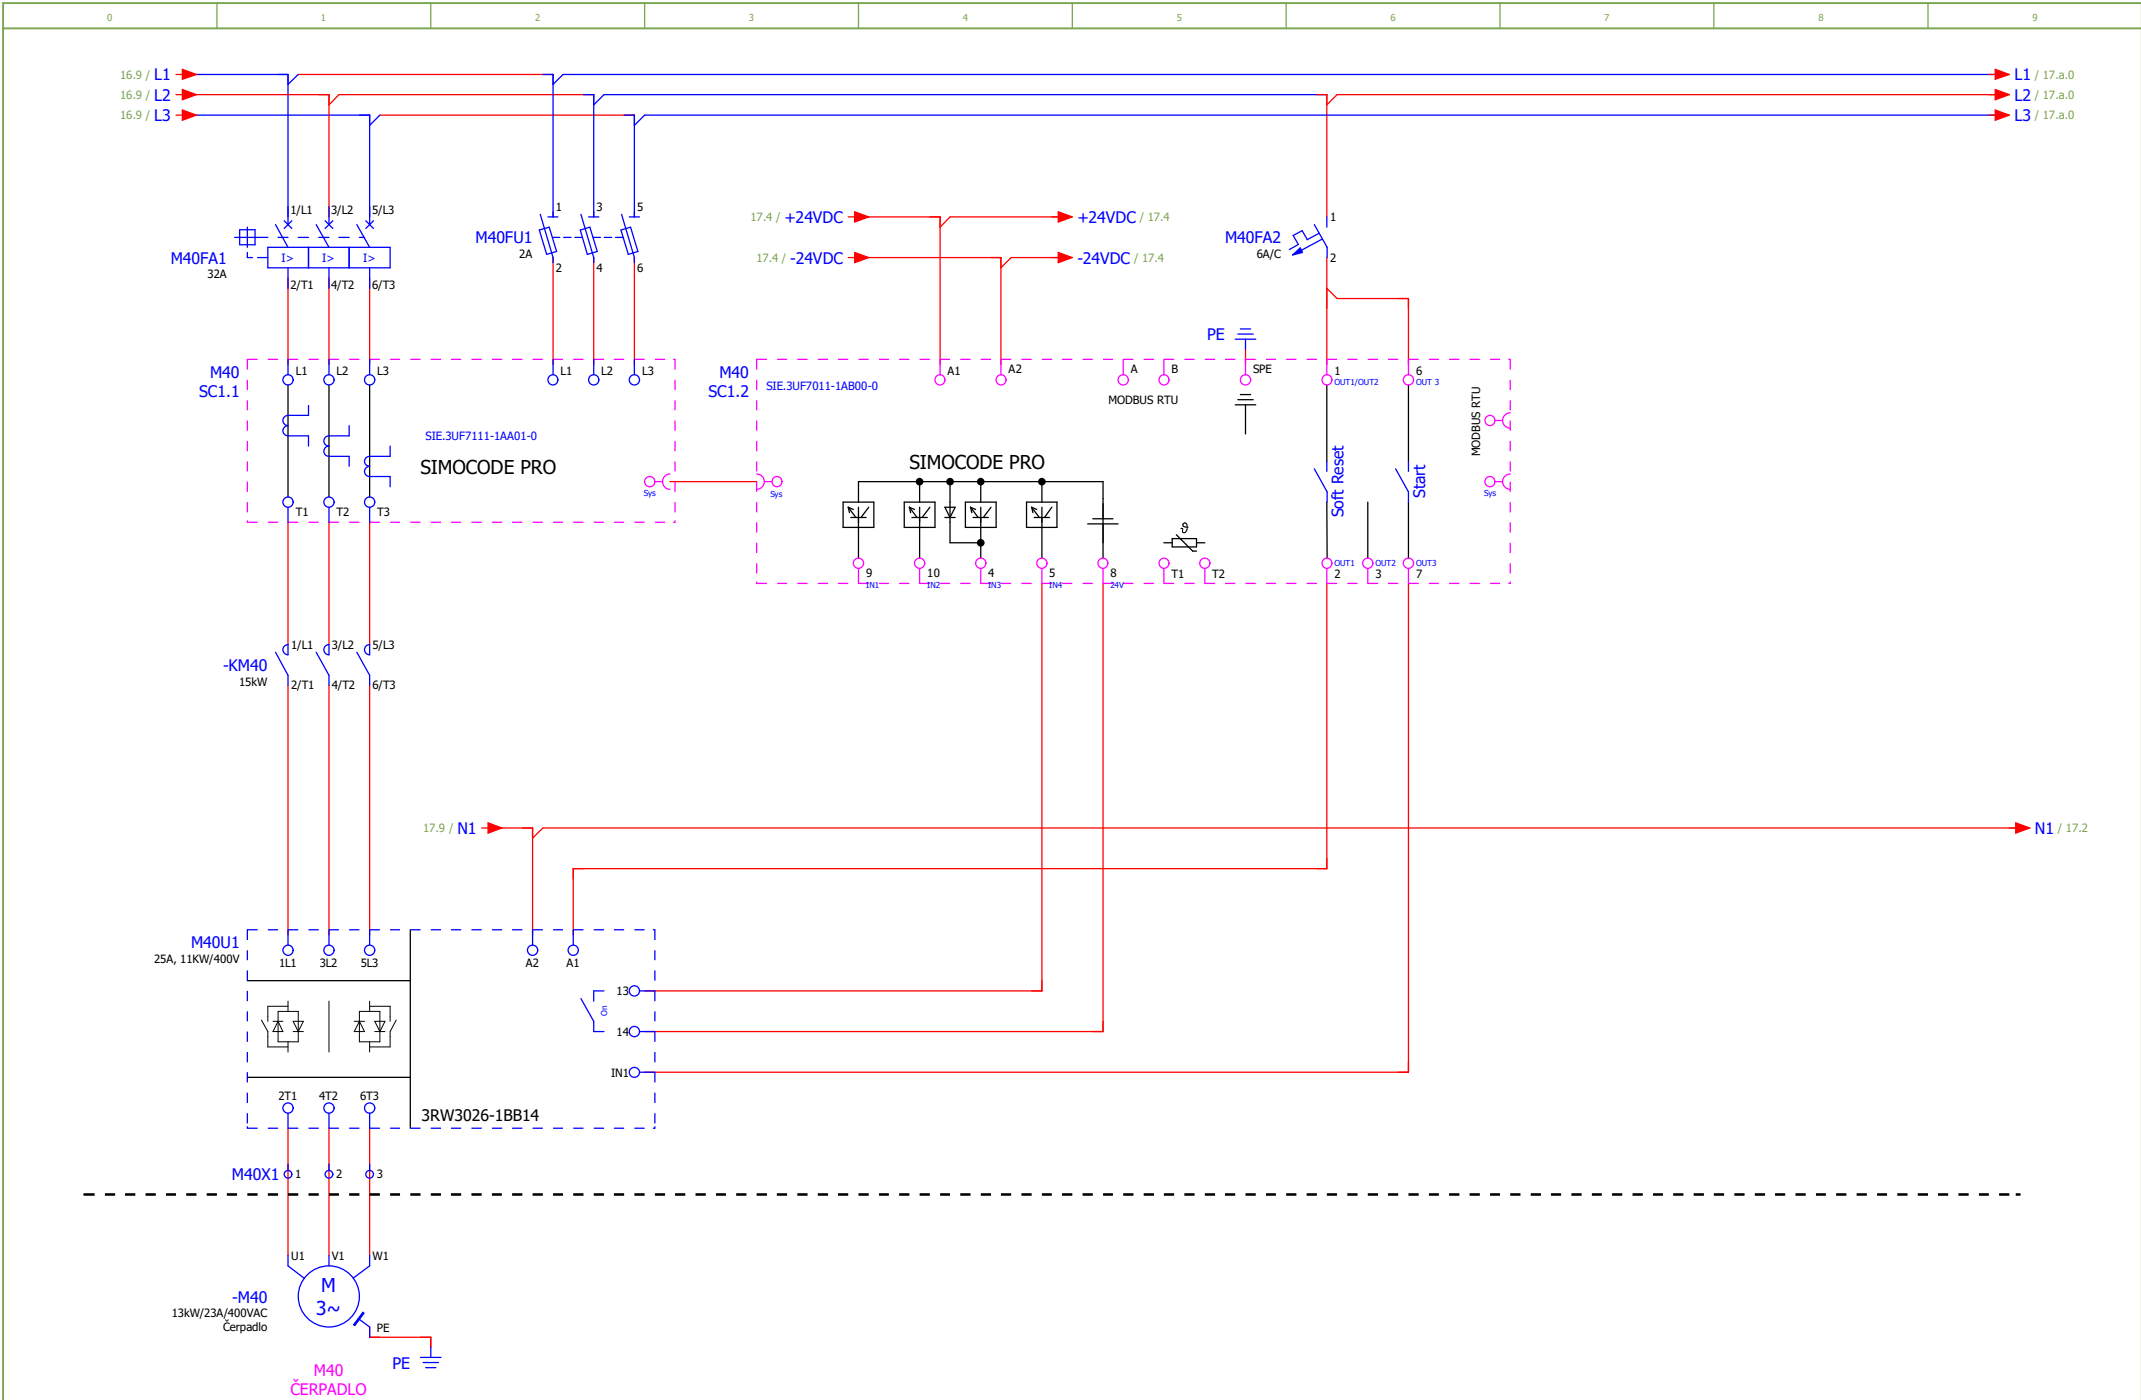 0 1 2 3 4 5 6 7 8 9
16.9 / L1
L1 / 17.a.0
16.9 / L2
L2 / 17.a.0
16.9 / L3
L3 / 17.a.0
1/L1 3/L2 5/L3
M40FA1
32A
I> I> I>
2/T1 4/T2 6/T3
1 3 5
M40FU1
2A
2 4 6
17.4 / +24VDC
+24VDC / 17.4
17.4 / -24VDC
-24VDC / 17.4
1
M40FA2
6A/C
2
PE
M40
SC1.1
L1 L2 L3
L1 L2 L3
SIE.3UF7111-1AA01-0
SIMOCODE PRO
Sys
T1 T2 T3
M40
SC1.2
SIE.3UF7011-1AB00-0
A1 A2
A B
MODBUS RTU
SPE
1
OUT1/OUT2
6
OUT 3
MODBUS RTU
SIMOCODE PRO
Sys
Soft Reset
Start
Sys
ϑ
9
IN1
10
IN2
4
IN3
5
IN4
8
24V
T1 T2
OUT1
2
OUT2
3
OUT3
7
1/L1 3/L2 5/L3
-KM40
15kW
2/T1 4/T2 6/T3
17.9 / N1
N1 / 17.2
M40U1
25A, 11KW/400V
1L1 3L2 5L3
A2 A1
13
On
14
IN1
2T1 4T2 6T3
3RW3026-1BB14
M40X1 1 2 3
U1 V1 W1
M
3~
-M40
13kW/23A/400VAC
Čerpadlo
PE
PE
M40
ČERPADLO